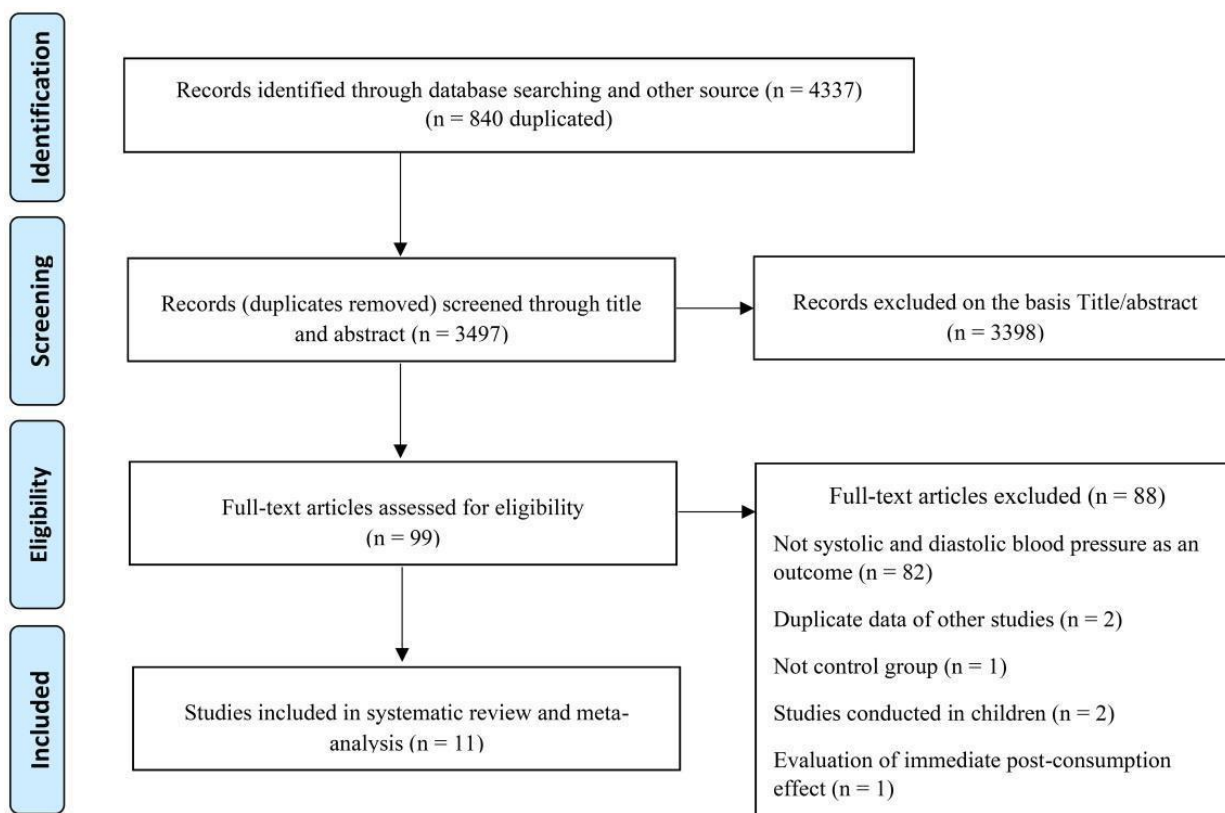 Identification
Records identified through database searching and other source (n = 4337)
(n = 840 duplicated)
Screening
Records (duplicates removed) screened through title
and abstract (n = 3497)
Records excluded on the basis Title/abstract
(n = 3398)
Eligibility
Full-text articles assessed for eligibility
(n = 99)
Full-text articles excluded (n = 88)
Not systolic and diastolic blood pressure as an
outcome (n = 82)
Duplicate data of other studies (n = 2)
Not control group (n = 1)
Studies conducted in children (n = 2)
Evaluation of immediate post-consumption
effect (n = 1)
Included
Studies included in systematic review and meta-
analysis (n = 11)